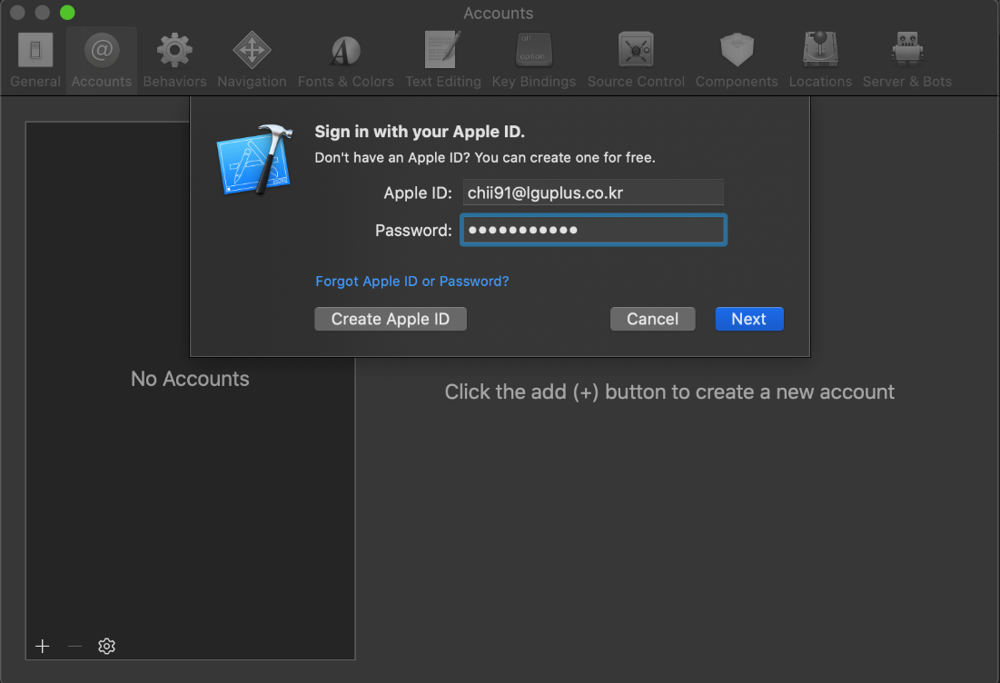 Accounts
General Accounts Behaviors Navigation Fonts & Colors Text Editing Key Bindings Source Control Components Locations Server & Bots
alt
option
Sign in with your Apple ID.
Don't have an Apple ID? You can create one for free.
Apple ID: chii91@lguplus.co.kr
Password: ●●●●●●●●●●●
Forgot Apple ID or Password?
Create Apple ID Cancel Next
No Accounts
Click the add (+) button to create a new account